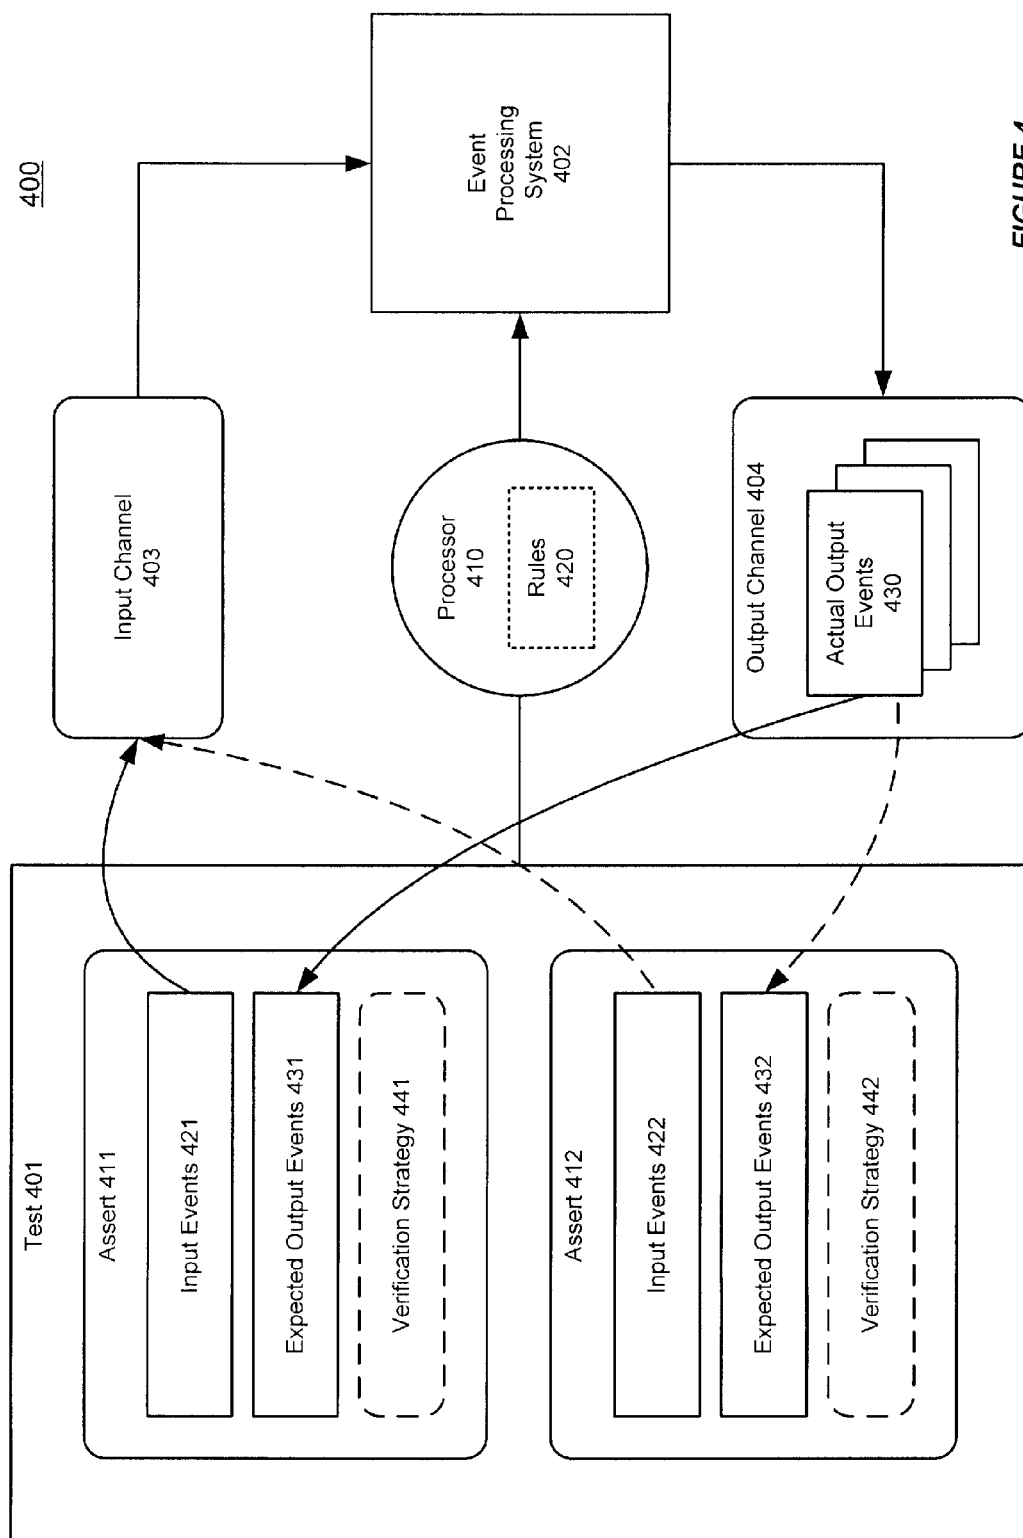 400
Test 401
Assert 411
Input Events 421
Expected Output Events 431
Verification Strategy 441
Assert 412
Input Events 422
Expected Output Events 432
Verification Strategy 442
Input Channel
403
Processor
410
Rules
420
Output Channel 404
Actual Output
Events
430
Event
Processing
System
402
FIGURE 4